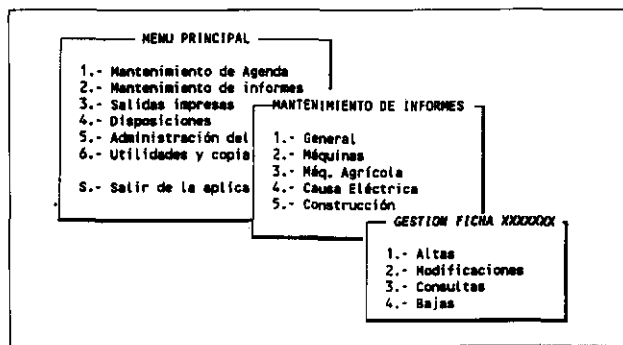 MENU PRINCIPAL
1.- Mantenimiento de Agenda
2.- Mantenimiento de informes
3.- Salidas impresas
4.- Disposiciones
5.- Administración del
6.- Utilidades y copia
S.- Salir de la aplica
MANTENIMIENTO DE INFORMES
1.- General
2.- Máquinas
3.- Máq. Agrícola
4.- Causa Eléctrica
5.- Construcción
GESTION FICHA XXXXXXX
1.- Altas
2.- Modificaciones
3.- Consultas
4.- Bajas